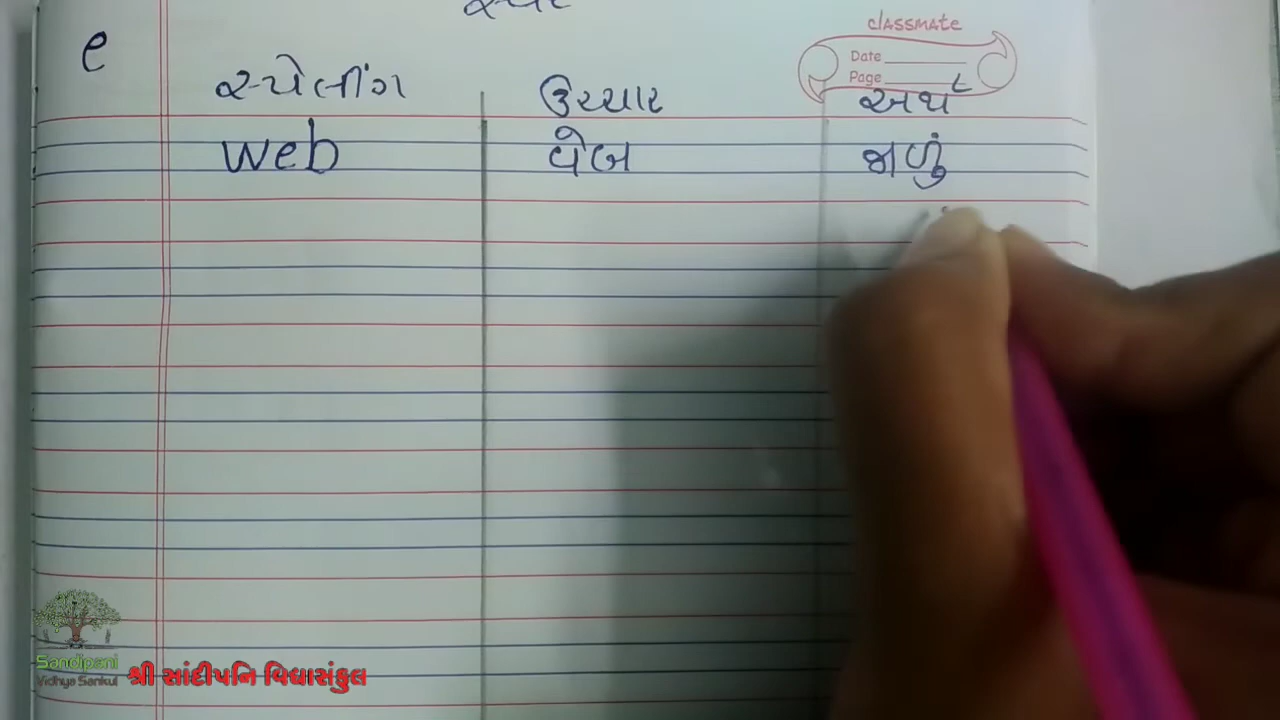 classmate
e
Date
Page
સ્પેલીંગ ઉચ્ચાર અર્થ
web વેબ જાળું
Sandipani
Vidhya Sankul
શ્રી સાંદીપનિ વિદ્યાસંકુલ